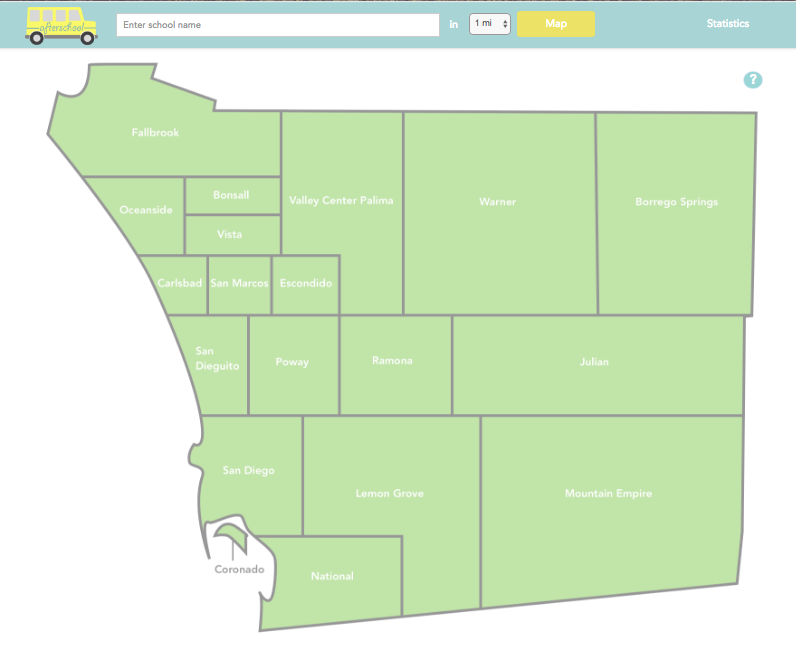 afterschool
Enter school name
in
1 mi
Map
Statistics
?
Fallbrook
Oceanside
Bonsall
Vista
Valley Center Palima
Warner
Borrego Springs
Carlsbad
San Marcos
Escondido
San
Dieguito
Poway
Ramona
Julian
San Diego
Lemon Grove
Mountain Empire
Coronado
National